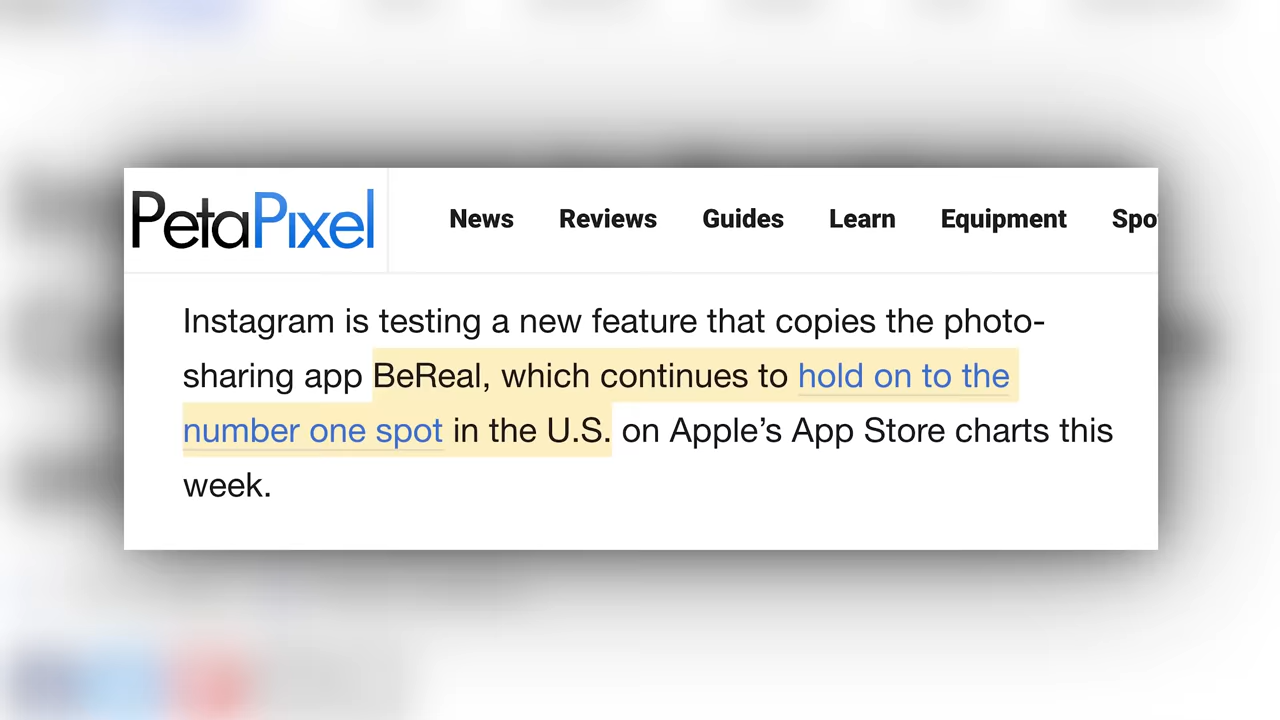 PetaPixel News Reviews Guides Learn Equipment
Instagram is testing a new feature that copies the photo-
sharing app BeReal, which continues to hold on to the
number one spot in the U.S. on Apple’s App Store charts this
week.